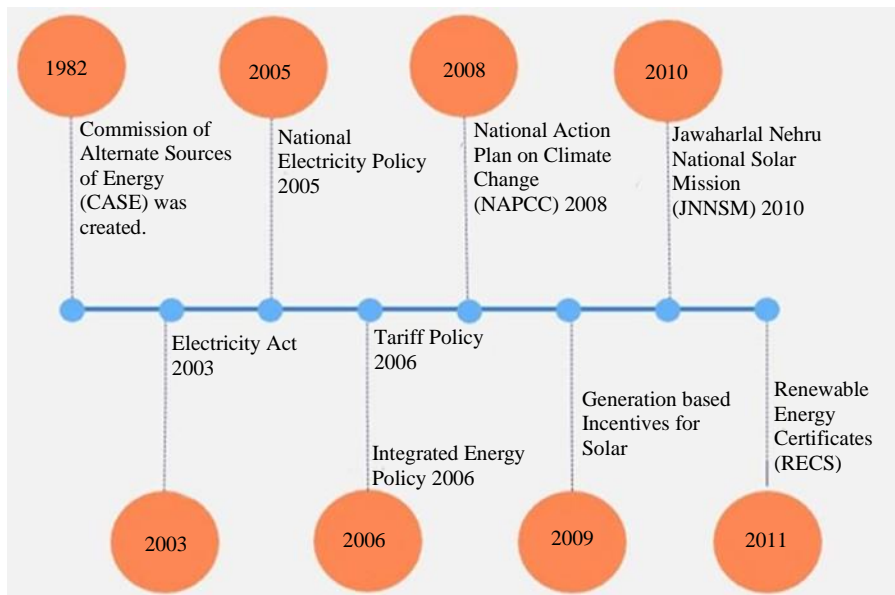 1982
Commission of
Alternate Sources
of Energy
(CASE) was
created.
2005
National
Electricity Policy
2005
2008
National Action
Plan on Climate
Change
(NAPCC) 2008
2010
Jawaharlal Nehru
National Solar
Mission
(JNNSM) 2010
Electricity Act
2003
2003
Tariff Policy
2006
Integrated Energy
Policy 2006
2006
Generation based
Incentives for
Solar
2009
Renewable
Energy
Certificates
(RECS)
2011